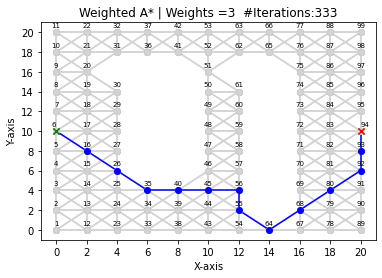 Weighted A* | Weights =3 #Iterations:333
20 11 22 32 37 42 53 63 66 77 88 99
18 10 21 31 36 41 52 62 65 76 87 98
16 9 20 51 75 86 97
14 8 19 30 50 61 74 85 96
12 7 18 29 49 60 73 84 95
10 6 17 28 48 59 72 83 94
8 5 16 27 47 58 71 82 93
6 4 15 26 46 57 70 81 92
4 3 14 25 35 40 45 56 69 80 91
2 2 13 24 34 39 44 55 68 79 90
0 1 12 23 33 38 43 54 64 67 78 89
Y-axis
0 2 4 6 8 10 12 14 16 18 20
X-axis